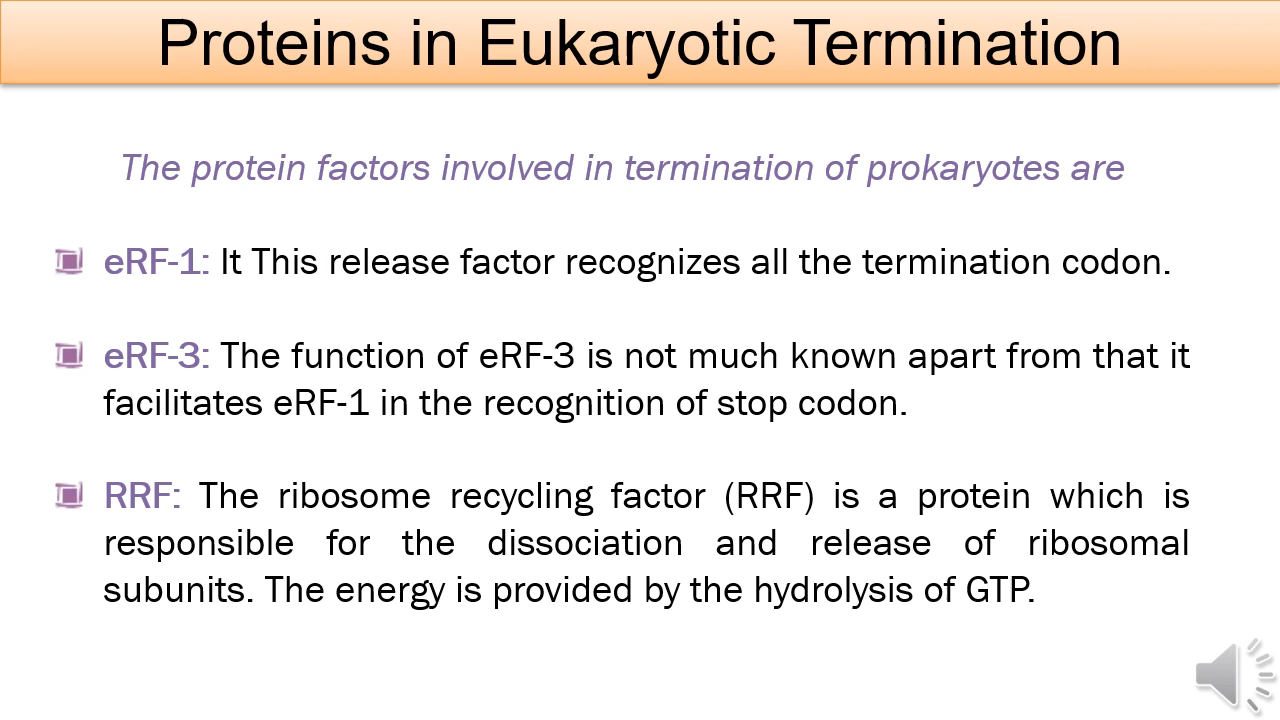 Proteins in Eukaryotic Termination
The protein factors involved in termination of prokaryotes are
eRF-1: It This release factor recognizes all the termination codon.
eRF-3: The function of eRF-3 is not much known apart from that it
facilitates eRF-1 in the recognition of stop codon.
RRF: The ribosome recycling factor (RRF) is a protein which is
responsible for the dissociation and release of ribosomal
subunits. The energy is provided by the hydrolysis of GTP.